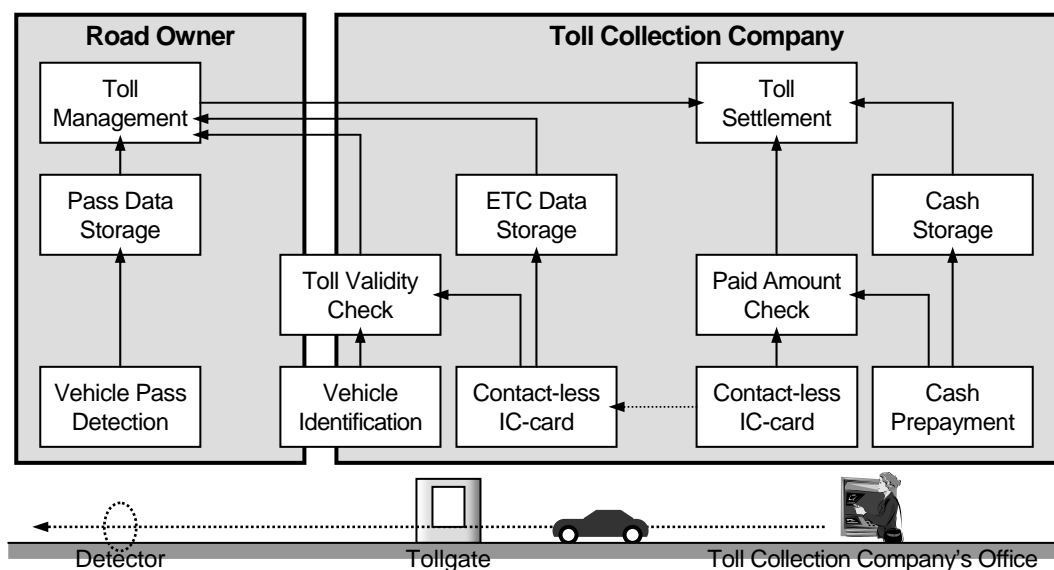 Road Owner
Toll Collection Company
Toll
Management
Toll
Settlement
Pass Data
Storage
ETC Data
Storage
Cash
Storage
Toll Validity
Check
Paid Amount
Check
Vehicle Pass
Detection
Vehicle
Identification
Contact-less
IC-card
Contact-less
IC-card
Cash
Prepayment
Detector
Tollgate
Toll Collection Company's Office